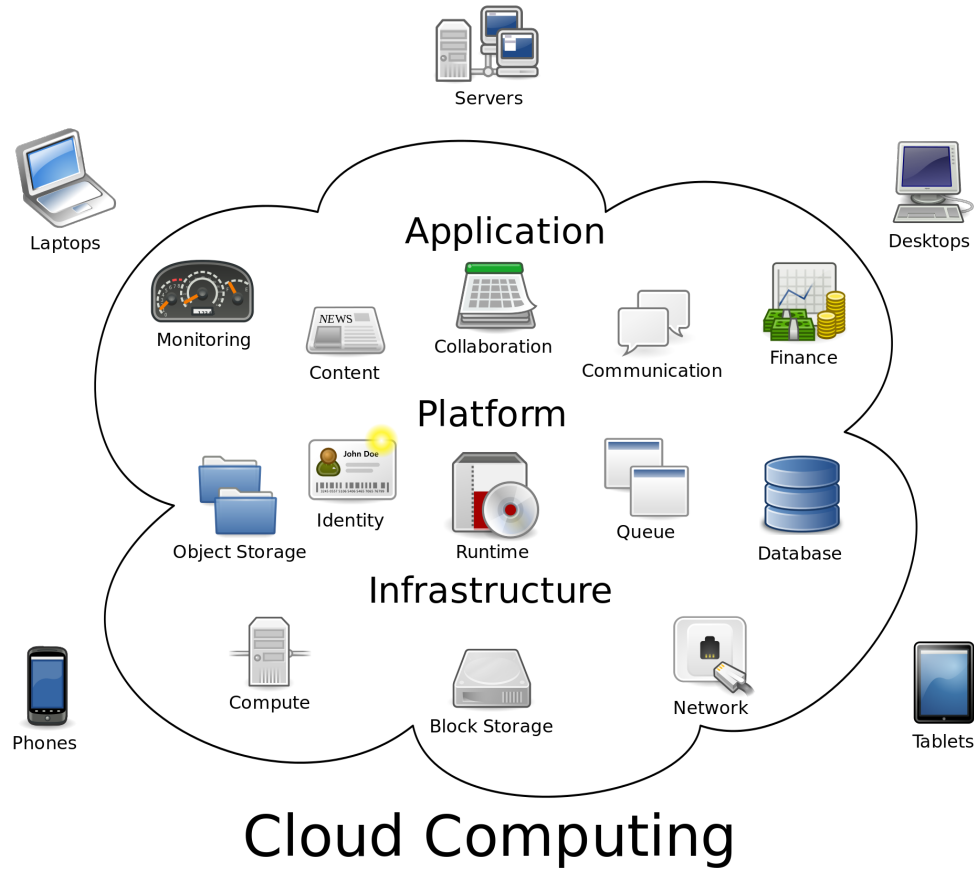 Servers
Laptops
Desktops
Application
Monitoring
NEWS
Content
Collaboration
Communication
Finance
Platform
John Doe
Identity
Object Storage
Runtime
Queue
Database
Infrastructure
Compute
Block Storage
Network
Phones
Tablets
Cloud Computing